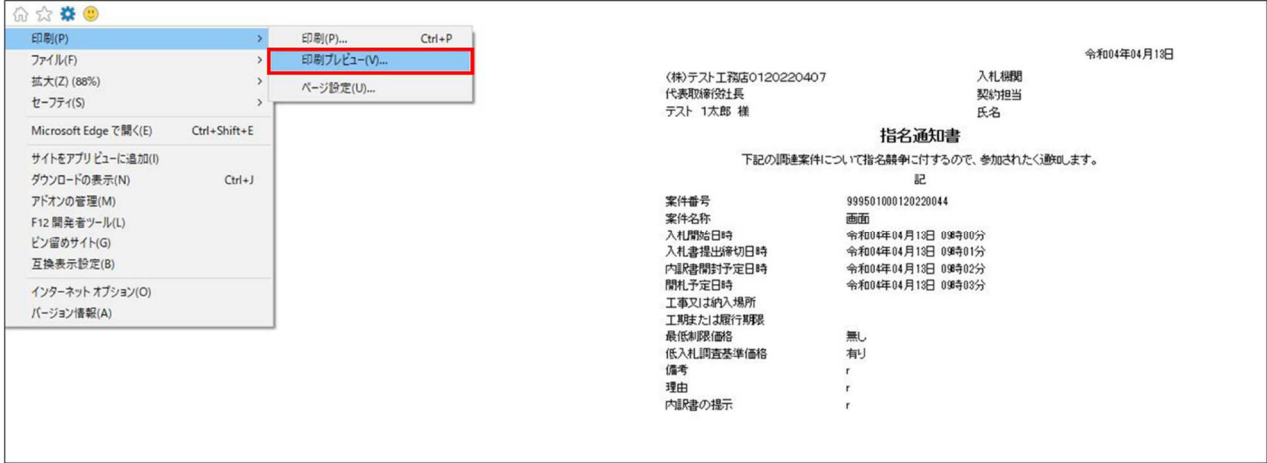 印刷(P)
ファイル(F)
拡大(Z) (88%)
セーフティ(S)
Microsoft Edge で開く(E) Ctrl+Shift+E
サイトをアプリ ビューに追加(I)
ダウンロードの表示(N) Ctrl+J
アドオンの管理(M)
F12 開発者ツール(L)
ピン留めサイト(G)
互換表示設定(B)
インターネット オプション(O)
バージョン情報(A)
印刷(P)... Ctrl+P
印刷プレビュー(V)...
ページ設定(U)...
令和04年04月13日
(株)テスト工務店0120220407 入札機関
代表取締役社長 契約担当
テスト 1太郎 様 氏名
指名通知書
下記の調達案件について指名競争に付するので、参加されたく通知します。
記
案件番号 999501000120220044
案件名称 画面
入札開始日時 令和04年04月13日 09時00分
入札書提出締切日時 令和04年04月13日 09時01分
内訳書開封予定日時 令和04年04月13日 09時02分
開札予定日時 令和04年04月13日 09時03分
工事又は納入場所
工期または履行期限
最低制限価格 無し
低入札調査基準価格 有り
備考 r
理由 r
内訳書の提示 r